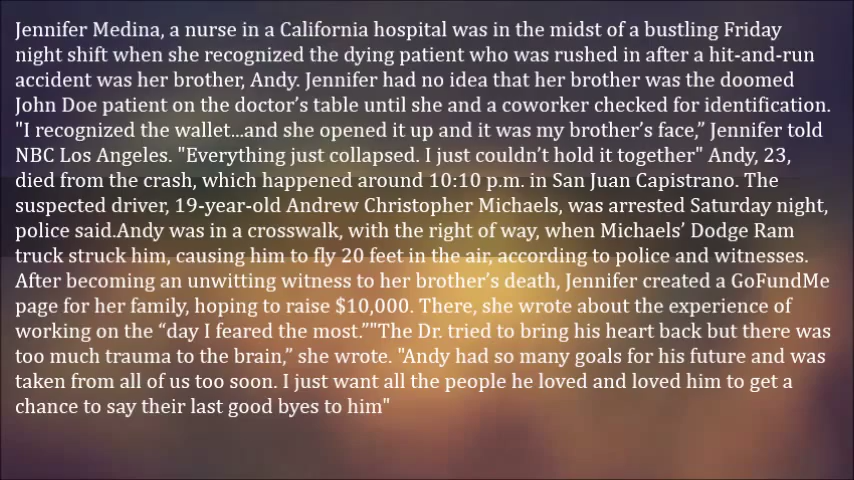 Jennifer Medina, a nurse in a California hospital was in the midst of a bustling Friday
night shift when she recognized the dying patient who was rushed in after a hit-and-run
accident was her brother, Andy. Jennifer had no idea that her brother was the doomed
John Doe patient on the doctor’s table until she and a coworker checked for identification.
"I recognized the wallet...and she opened it up and it was my brother’s face,” Jennifer told
NBC Los Angeles. "Everything just collapsed. I just couldn’t hold it together" Andy, 23,
died from the crash, which happened around 10:10 p.m. in San Juan Capistrano. The
suspected driver, 19-year-old Andrew Christopher Michaels, was arrested Saturday night,
police said.Andy was in a crosswalk, with the right of way, when Michaels’ Dodge Ram
truck struck him, causing him to fly 20 feet in the air, according to police and witnesses.
After becoming an unwitting witness to her brother’s death, Jennifer created a GoFundMe
page for her family, hoping to raise $10,000. There, she wrote about the experience of
working on the “day I feared the most.”"The Dr. tried to bring his heart back but there was
too much trauma to the brain,” she wrote. "Andy had so many goals for his future and was
taken from all of us too soon. I just want all the people he loved and loved him to get a
chance to say their last good byes to him"